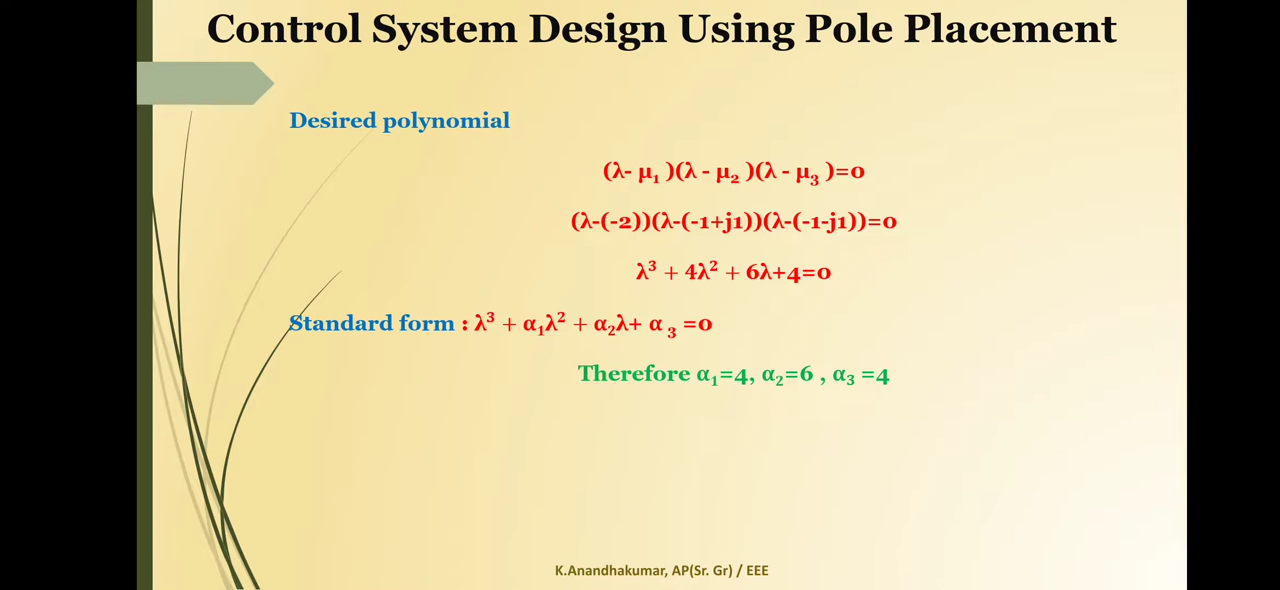 Control System Design Using Pole Placement
Desired polynomial
(λ- μ₁ )(λ - μ₂ )(λ - μ₃ )=0
(λ-(-2))(λ-(-1+j1))(λ-(-1-j1))=0
λ³ + 4λ² + 6λ+4=0
Standard form : λ³ + α₁λ² + α₂λ+ α ₃ =0
Therefore α₁=4, α₂=6 , α₃ =4
K.Anandhakumar, AP(Sr. Gr) / EEE